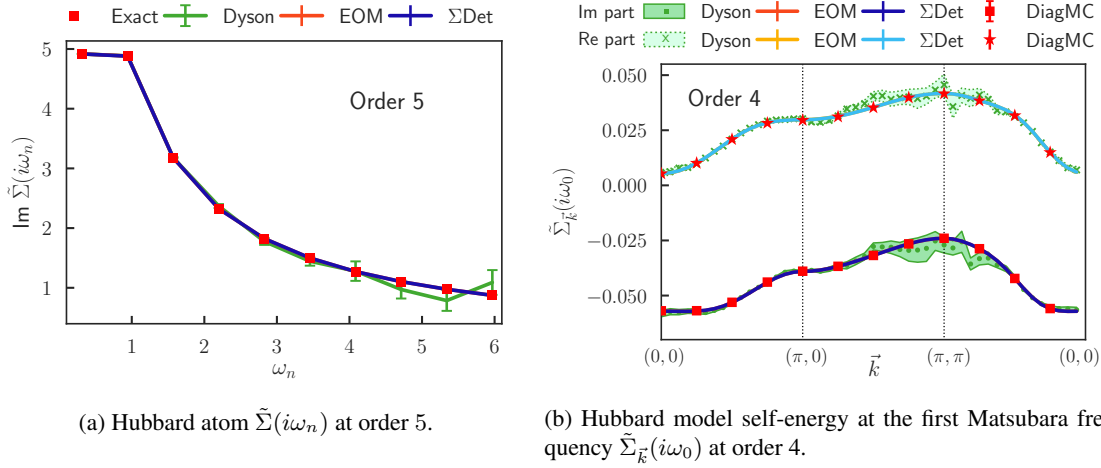 Exact Dyson EOM ΣDet
5
4
3
2
1
Im Σ̃(iωₙ)
Order 5
1 2 3 4 5 6
ωₙ
(a) Hubbard atom Σ̃(iωₙ) at order 5.
Im part Dyson EOM ΣDet DiagMC
Re part Dyson EOM ΣDet DiagMC
0.050
0.025
0.000
−0.025
−0.050
Σ̃_k⃗(iω₀)
Order 4
(0, 0) (π, 0) (π, π) (0, 0)
k⃗
(b) Hubbard model self-energy at the first Matsubara fre-
quency Σ̃_k⃗(iω₀) at order 4.